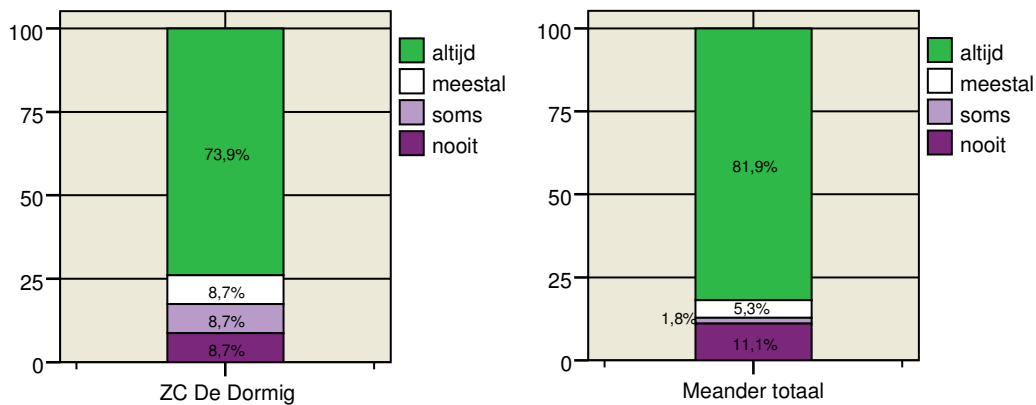 100
75
50
25
0
73,9%
8,7%
8,7%
8,7%
ZC De Dormig
altijd
meestal
soms
nooit
100
75
50
25
0
81,9%
5,3%
1,8%
11,1%
Meander totaal
altijd
meestal
soms
nooit